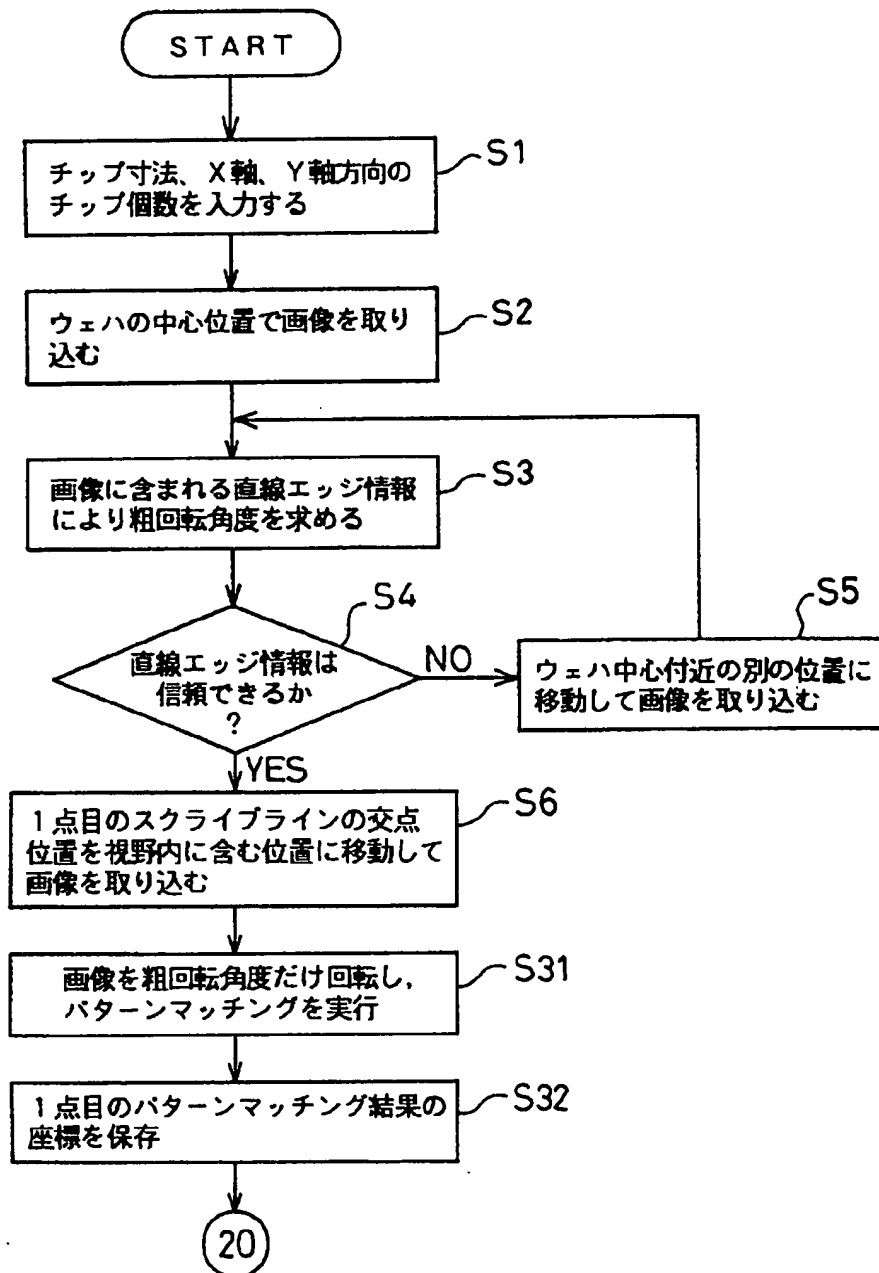 START
S1
チップ寸法、X軸、Y軸方向の
チップ個数を入力する
S2
ウェハの中心位置で画像を取り
込む
S3
画像に含まれる直線エッジ情報
により粗回転角度を求める
S4
直線エッジ情報は
信頼できるか
?
NO
S5
ウェハ中心付近の別の位置に
移動して画像を取り込む
YES
S6
1点目のスクライブラインの交点
位置を視野内に含む位置に移動して
画像を取り込む
S31
画像を粗回転角度だけ回転し,
パターンマッチングを実行
S32
1点目のパターンマッチング結果の
座標を保存
20